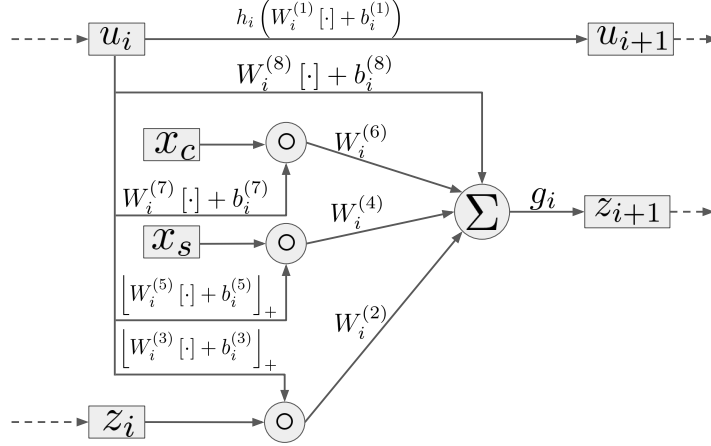 u_i h_i(W_i^{(1)}[·]+b_i^{(1)}) u_{i+1}
W_i^{(8)}[·]+b_i^{(8)}
x_c ∘ W_i^{(6)}
W_i^{(7)}[·]+b_i^{(7)}
W_i^{(4)} Σ g_i z_{i+1}
x_s ∘
⌊W_i^{(5)}[·]+b_i^{(5)}⌋_+
W_i^{(2)}
⌊W_i^{(3)}[·]+b_i^{(3)}⌋_+
z_i ∘